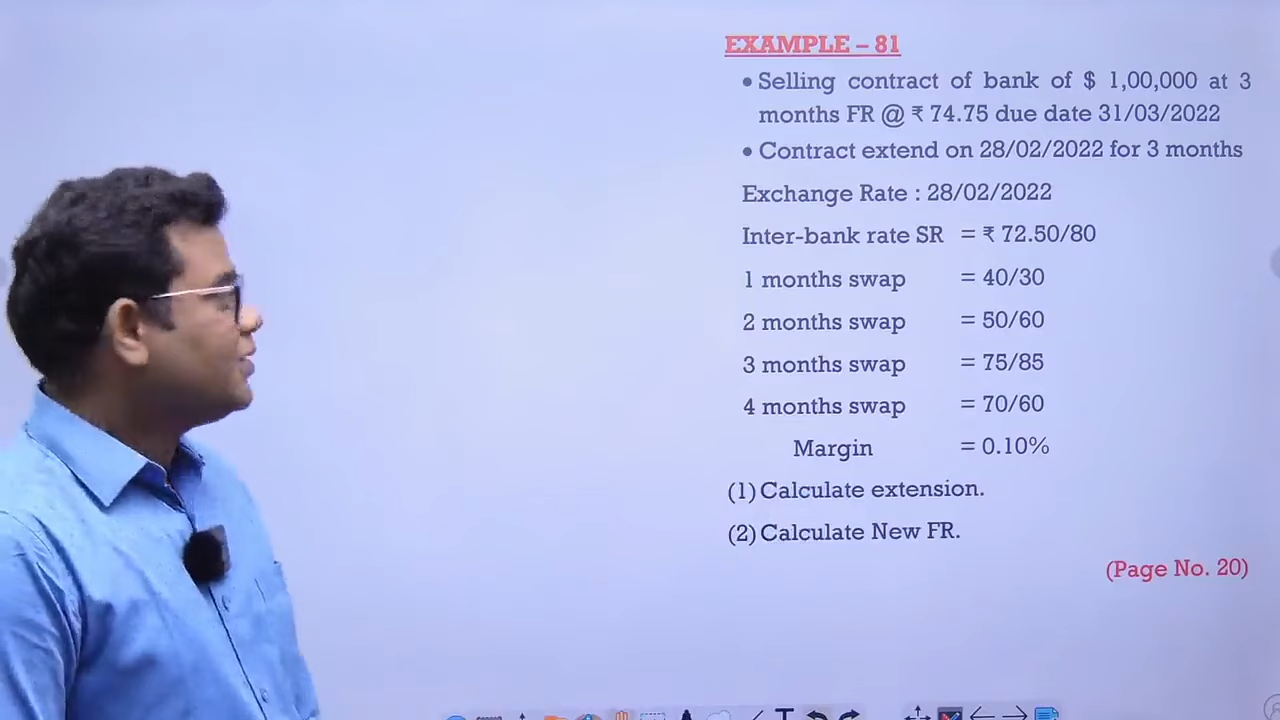 EXAMPLE – 81
• Selling contract of bank of $ 1,00,000 at 3
months FR @ ₹ 74.75 due date 31/03/2022
• Contract extend on 28/02/2022 for 3 months
Exchange Rate : 28/02/2022
Inter-bank rate SR = ₹ 72.50/80
1 months swap = 40/30
2 months swap = 50/60
3 months swap = 75/85
4 months swap = 70/60
Margin = 0.10%
(1) Calculate extension.
(2) Calculate New FR.
(Page No. 20)